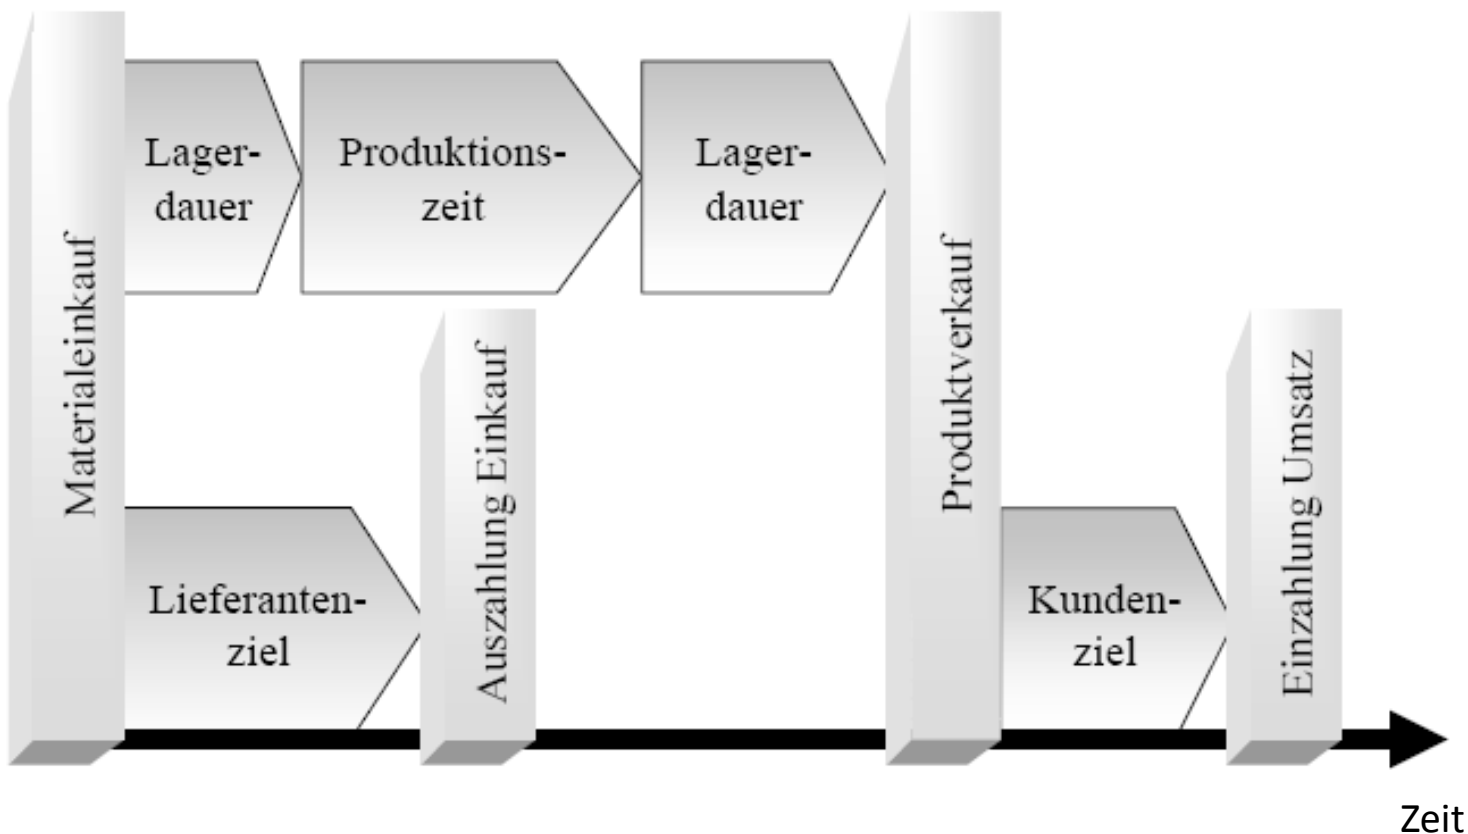 Materialeinkauf
Lager-
dauer
Produktions-
zeit
Lager-
dauer
Lieferanten-
ziel
Auszahlung Einkauf
Produktverkauf
Kunden-
ziel
Einzahlung Umsatz
Zeit